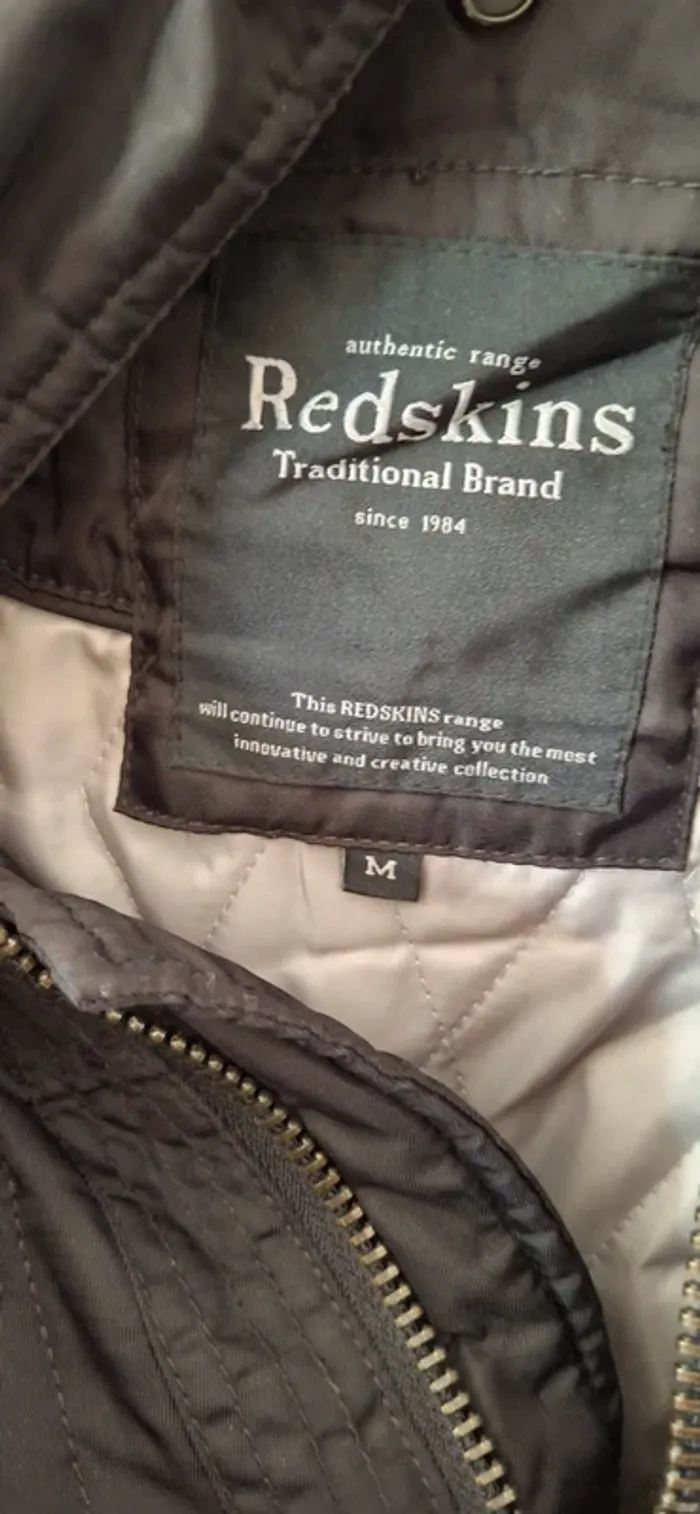 authentic range
Redskins
Traditional Brand
since 1984
This REDSKINS range
will continue to strive to bring you the most
innovative and creative collection
M